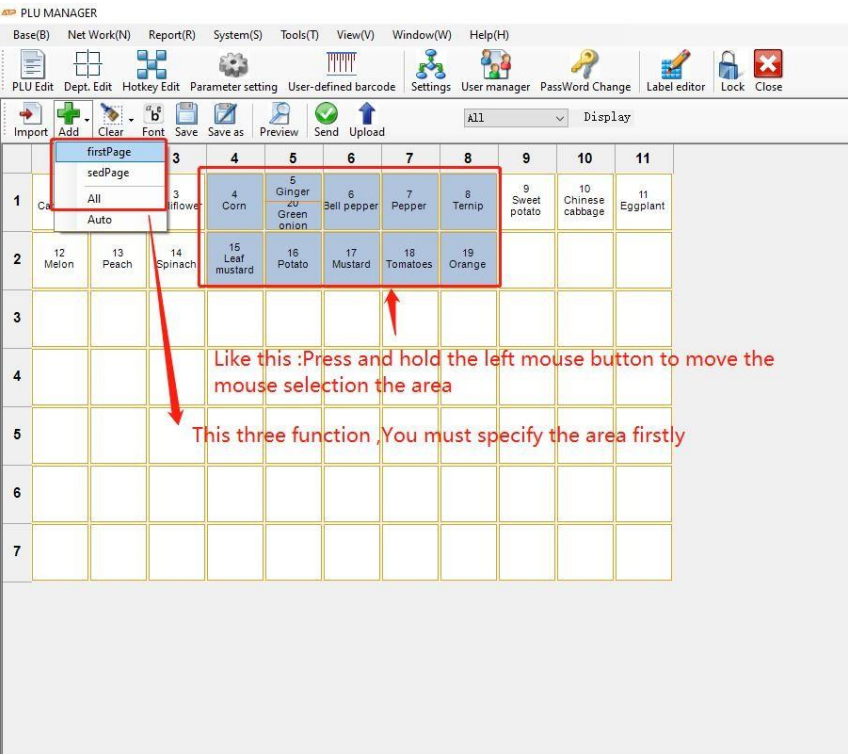 ATP PLU MANAGER
Base(B) Net Work(N) Report(R) System(S) Tools(T) View(V) Window(W) Help(H)
PLU Edit Dept. Edit Hotkey Edit Parameter setting User-defined barcode Settings User manager PassWord Change Label editor Lock Close
Import Add Clear Font Save Save as Preview Send Upload All Display
"b"
firstPage
sedPage
All
Auto
3 4 5 6 7 8 9 10 11
1
3
4
Corn
5
Ginger
20
Green
onion
6
Bell pepper
7
Pepper
8
Ternip
9
Sweet
potato
10
Chinese
cabbage
11
Eggplant
2
12
Melon
13
Peach
14
Spinach
15
Leaf
mustard
16
Potato
17
Mustard
18
Tomatoes
19
Orange
3
Like this :Press and hold the left mouse button to move the
4
mouse selection the area
5
This three function ,You must specify the area firstly
6
7